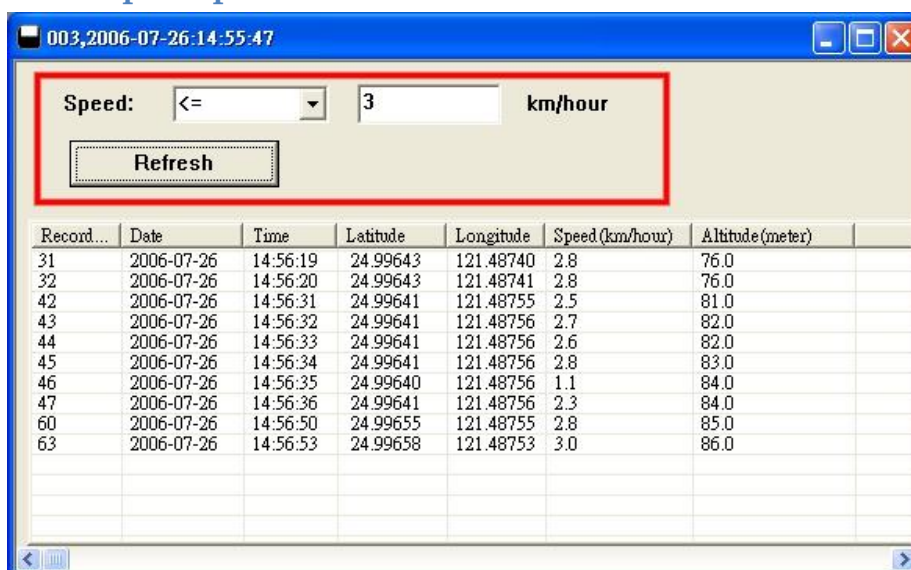 003,2006-07-26:14:55:47
Speed: <= 3 km/hour
Refresh
Record... Date Time Latitude Longitude Speed(km/hour) Altitude(meter)
31 2006-07-26 14:56:19 24.99643 121.48740 2.8 76.0
32 2006-07-26 14:56:20 24.99643 121.48741 2.8 76.0
42 2006-07-26 14:56:31 24.99641 121.48755 2.5 81.0
43 2006-07-26 14:56:32 24.99641 121.48756 2.7 82.0
44 2006-07-26 14:56:33 24.99641 121.48756 2.6 82.0
45 2006-07-26 14:56:34 24.99641 121.48756 2.8 83.0
46 2006-07-26 14:56:35 24.99640 121.48756 1.1 84.0
47 2006-07-26 14:56:36 24.99641 121.48756 2.3 84.0
60 2006-07-26 14:56:50 24.99655 121.48755 2.8 85.0
63 2006-07-26 14:56:53 24.99658 121.48753 3.0 86.0